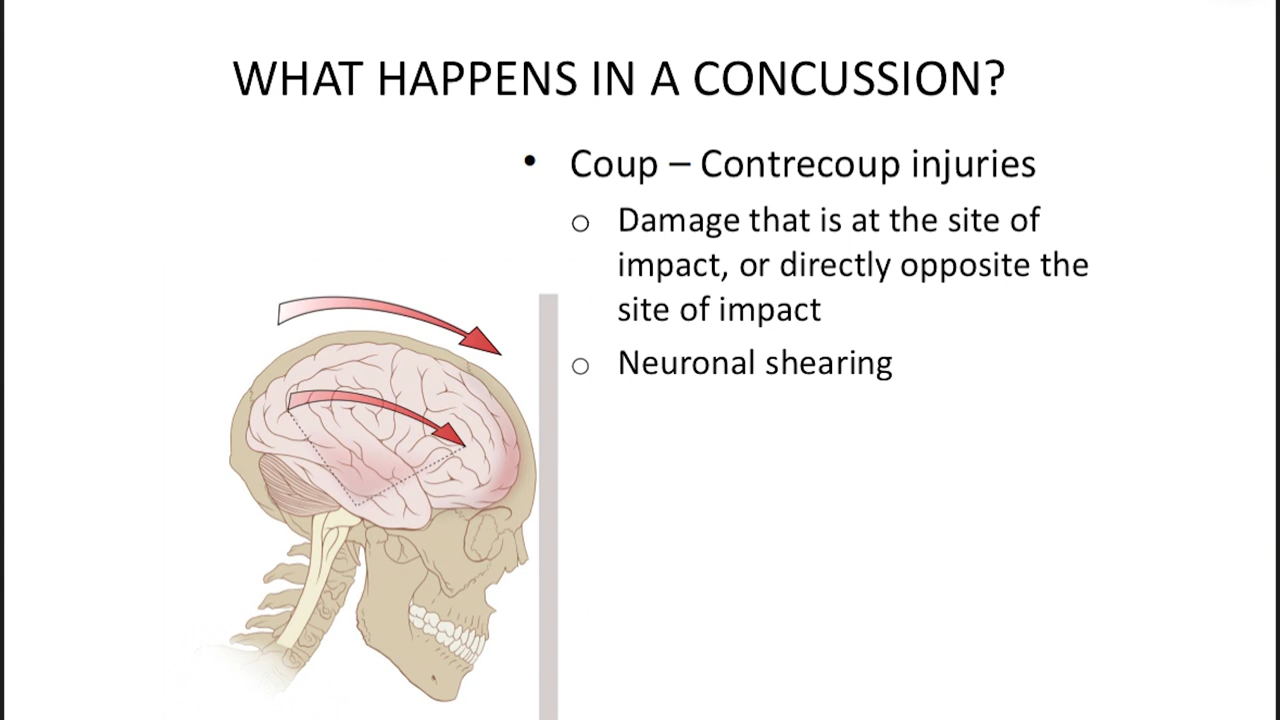 WHAT HAPPENS IN A CONCUSSION?
• Coup – Contrecoup injuries
o Damage that is at the site of
impact, or directly opposite the
site of impact
o Neuronal shearing